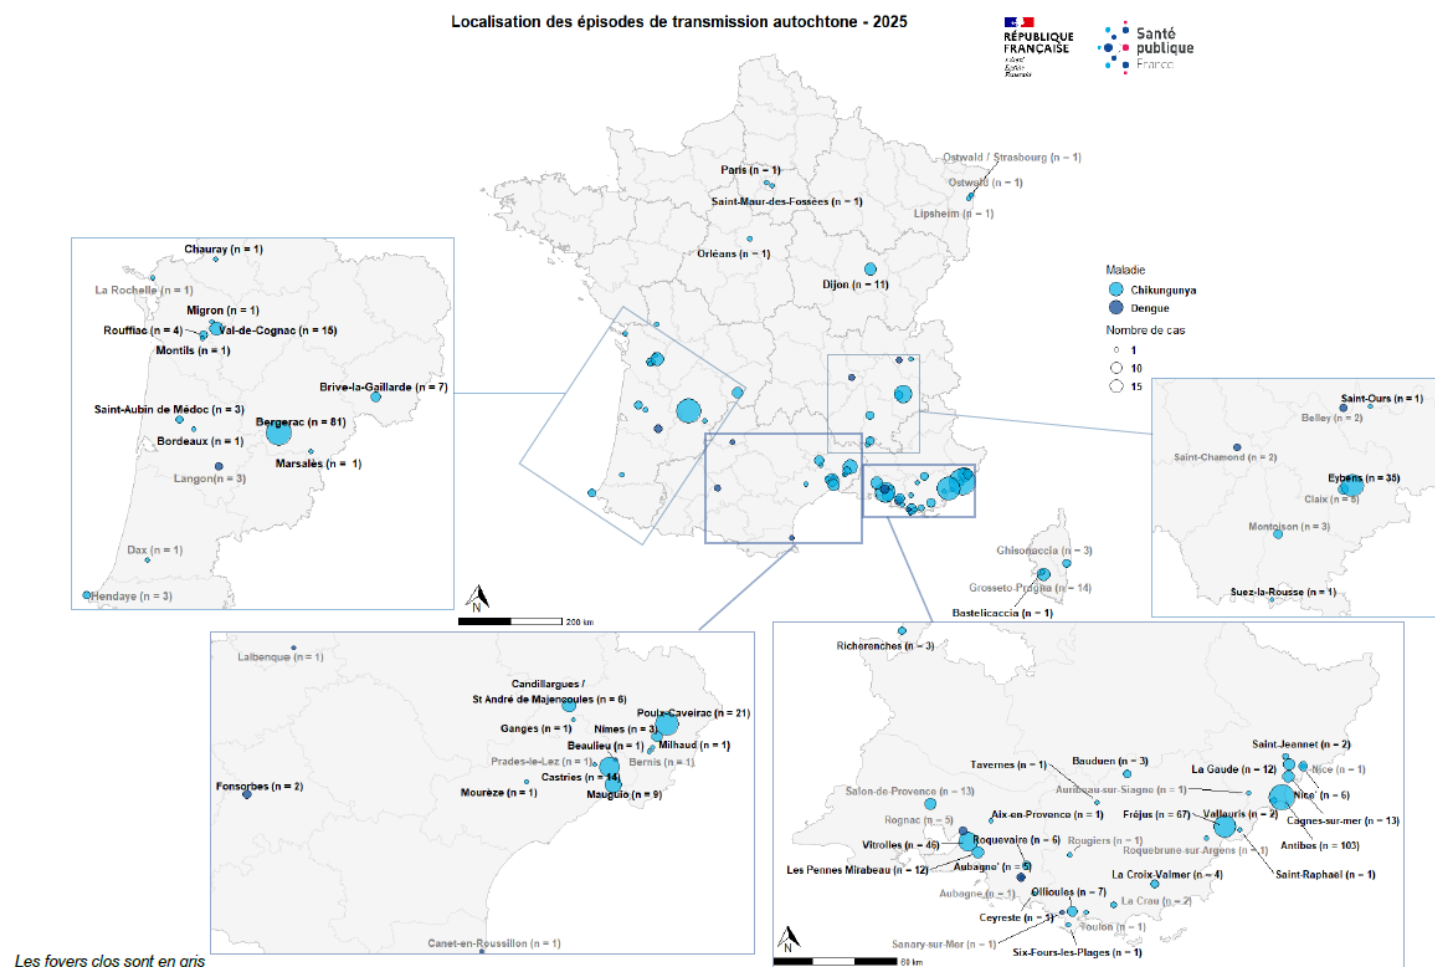 Localisation des épisodes de transmission autochtone - 2025
RÉPUBLIQUE
FRANÇAISE
Santé
publique
France
Ostwald / Strasbourg (n = 1)
Paris (n = 1)
Ostwald (n = 1)
Saint-Maur-des-Fossées (n = 1)
Lipsheim (n = 1)
Orléans (n = 1)
Dijon (n = 11)
Maladie
Chikungunya
Dengue
Nombre de cas
1
10
15
Chauray (n = 1)
La Rochelle (n = 1)
Migron (n = 1)
Rouffiac (n = 4)
Val-de-Cognac (n = 15)
Montils (n = 1)
Brive-la-Gaillarde (n = 7)
Saint-Aubin de Médoc (n = 3)
Bergerac (n = 81)
Bordeaux (n = 1)
Marsalès (n = 1)
Langon(n = 3)
Dax (n = 1)
Hendaye (n = 3)
N
200 km
Saint-Ours (n = 1)
Belley (n = 2)
Saint-Chamond (n = 2)
Eybens (n = 35)
Claix (n = 5)
Montoison (n = 3)
Suez-la-Rousse (n = 1)
Ghisonaccia (n = 3)
Grosseto-Prugna (n = 14)
Bastelicaccia (n = 1)
Lalbenque (n = 1)
Candillargues /
St André de Majencoules (n = 6)
Poulx-Caveirac (n = 21)
Ganges (n = 1)
Nimes (n = 3)
Beaulieu (n = 1)
Milhaud (n = 1)
Prades-le-Lez (n = 1)
Bernis (n = 1)
Castries (n = 14)
Fonsorbes (n = 2)
Mourèze (n = 1)
Mauguio (n = 9)
Canet-en-Roussillon (n = 1)
Richerenches (n = 3)
Saint-Jeannet (n = 2)
Tavernes (n = 1)
Bauduen (n = 3)
La Gaude (n = 12)
Nice (n = 1)
Salon-de-Provence (n = 13)
Auribeau-sur-Siagne (n = 1)
Nice' (n = 6)
Rognac (n = 5)
Aix-en-Provence (n = 1)
Fréjus (n = 67)
Vallauris (n = 2)
Cagnes-sur-mer (n = 13)
Vitrolles (n = 46)
Roquevaire (n = 6)
Rougiers (n = 1)
Roquebrune-sur-Argens (n = 1)
Antibes (n = 103)
Les Pennes Mirabeau (n = 12)
Aubagne' (n = 5)
Saint-Raphaël (n = 1)
La Croix-Valmer (n = 4)
Aubagne (n = 1)
Ollioules (n = 7)
La Crau (n = 2)
Ceyreste (n = 1)
Toulon (n = 1)
Sanary-sur-Mer (n = 1)
Six-Fours-les-Plages (n = 1)
N
60 km
Les foyers clos sont en gris